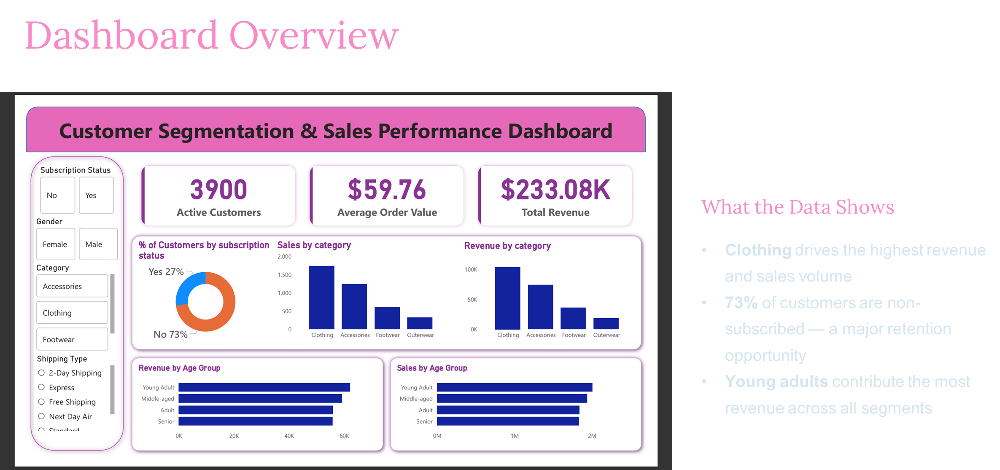 Dashboard Overview
Customer Segmentation & Sales Performance Dashboard
Subscription Status
No
Yes
Gender
Female
Male
Category
Accessories
Clothing
Footwear
Shipping Type
2-Day Shipping
Express
Free Shipping
Next Day Air
Standard
3900
Active Customers
$59.76
Average Order Value
$233.08K
Total Revenue
% of Customers by subscription
status
Yes 27%
No 73%
Sales by category
2,000
1,500
1,000
500
0
Clothing
Accessories
Footwear
Outerwear
Revenue by category
100K
50K
0K
Clothing
Accessories
Footwear
Outerwear
Revenue by Age Group
Young Adult
Middle-aged
Adult
Senior
0K
20K
40K
60K
Sales by Age Group
Young Adult
Middle-aged
Adult
Senior
0M
1M
2M
What the Data Shows
• Clothing drives the highest revenue
and sales volume
• 73% of customers are non-
subscribed — a major retention
opportunity
• Young adults contribute the most
revenue across all segments